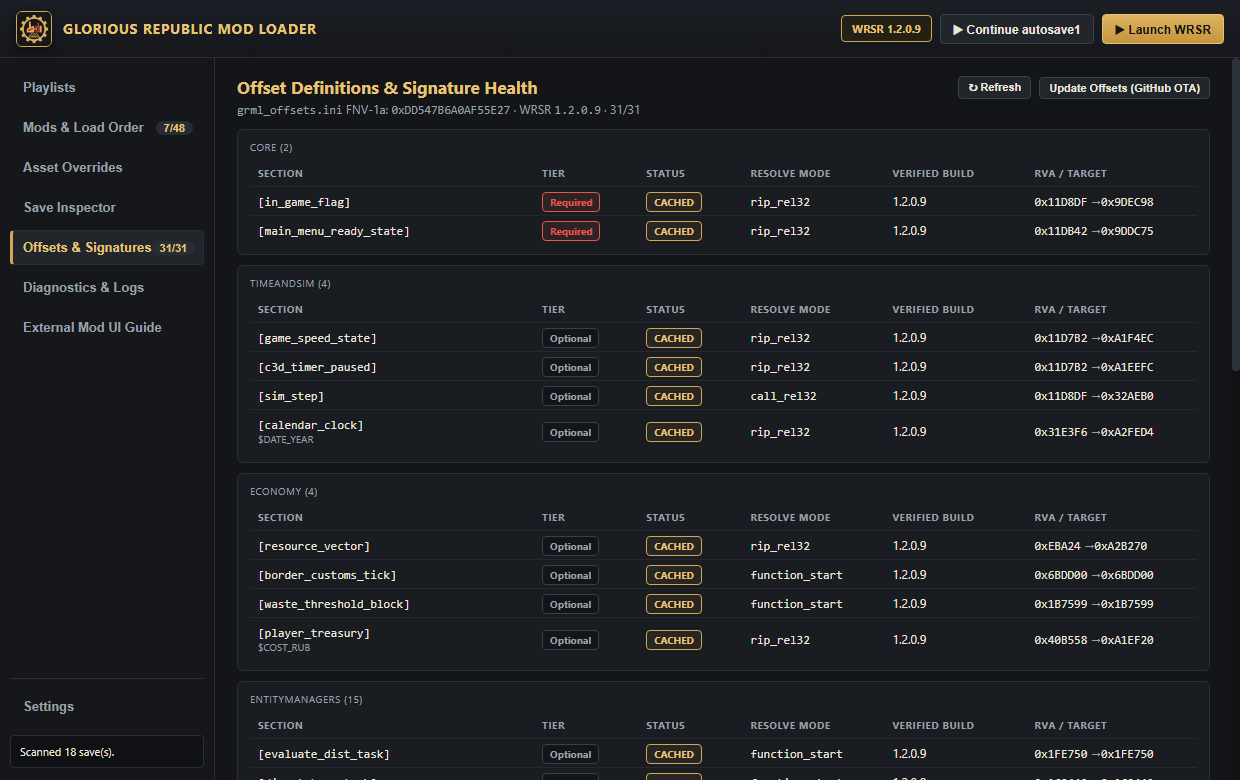 GLORIOUS REPUBLIC MOD LOADER
WRSR 1.2.0.9
▶ Continue autosave1
▶ Launch WRSR
Playlists
Mods & Load Order 7/48
Asset Overrides
Save Inspector
Offsets & Signatures 31/31
Diagnostics & Logs
External Mod UI Guide
Settings
Scanned 18 save(s).
Offset Definitions & Signature Health
grml_offsets.ini FNV-1a: 0xDD547B6A0AF55E27 · WRSR 1.2.0.9 · 31/31
↻ Refresh
Update Offsets (GitHub OTA)
CORE (2)
SECTION TIER STATUS RESOLVE MODE VERIFIED BUILD RVA / TARGET
[in_game_flag] Required CACHED rip_rel32 1.2.0.9 0x11D8DF →0x9DEC98
[main_menu_ready_state] Required CACHED rip_rel32 1.2.0.9 0x11DB42 →0x9DDC75
TIMEANDSIM (4)
SECTION TIER STATUS RESOLVE MODE VERIFIED BUILD RVA / TARGET
[game_speed_state] Optional CACHED rip_rel32 1.2.0.9 0x11D7B2 →0xA1F4EC
[c3d_timer_paused] Optional CACHED rip_rel32 1.2.0.9 0x11D7B2 →0xA1EEFC
[sim_step] Optional CACHED call_rel32 1.2.0.9 0x11D8DF →0x32AEB0
[calendar_clock] Optional CACHED rip_rel32 1.2.0.9 0x31E3F6 →0xA2FED4
$DATE_YEAR
ECONOMY (4)
SECTION TIER STATUS RESOLVE MODE VERIFIED BUILD RVA / TARGET
[resource_vector] Optional CACHED rip_rel32 1.2.0.9 0xEBA24 →0xA2B270
[border_customs_tick] Optional CACHED function_start 1.2.0.9 0x6BDD00 →0x6BDD00
[waste_threshold_block] Optional CACHED function_start 1.2.0.9 0x1B7599 →0x1B7599
[player_treasury] Optional CACHED rip_rel32 1.2.0.9 0x40B558 →0xA1EF20
$COST_RUB
ENTITYMANAGERS (15)
SECTION TIER STATUS RESOLVE MODE VERIFIED BUILD RVA / TARGET
[evaluate_dist_task] Optional CACHED function_start 1.2.0.9 0x1FE750 →0x1FE750